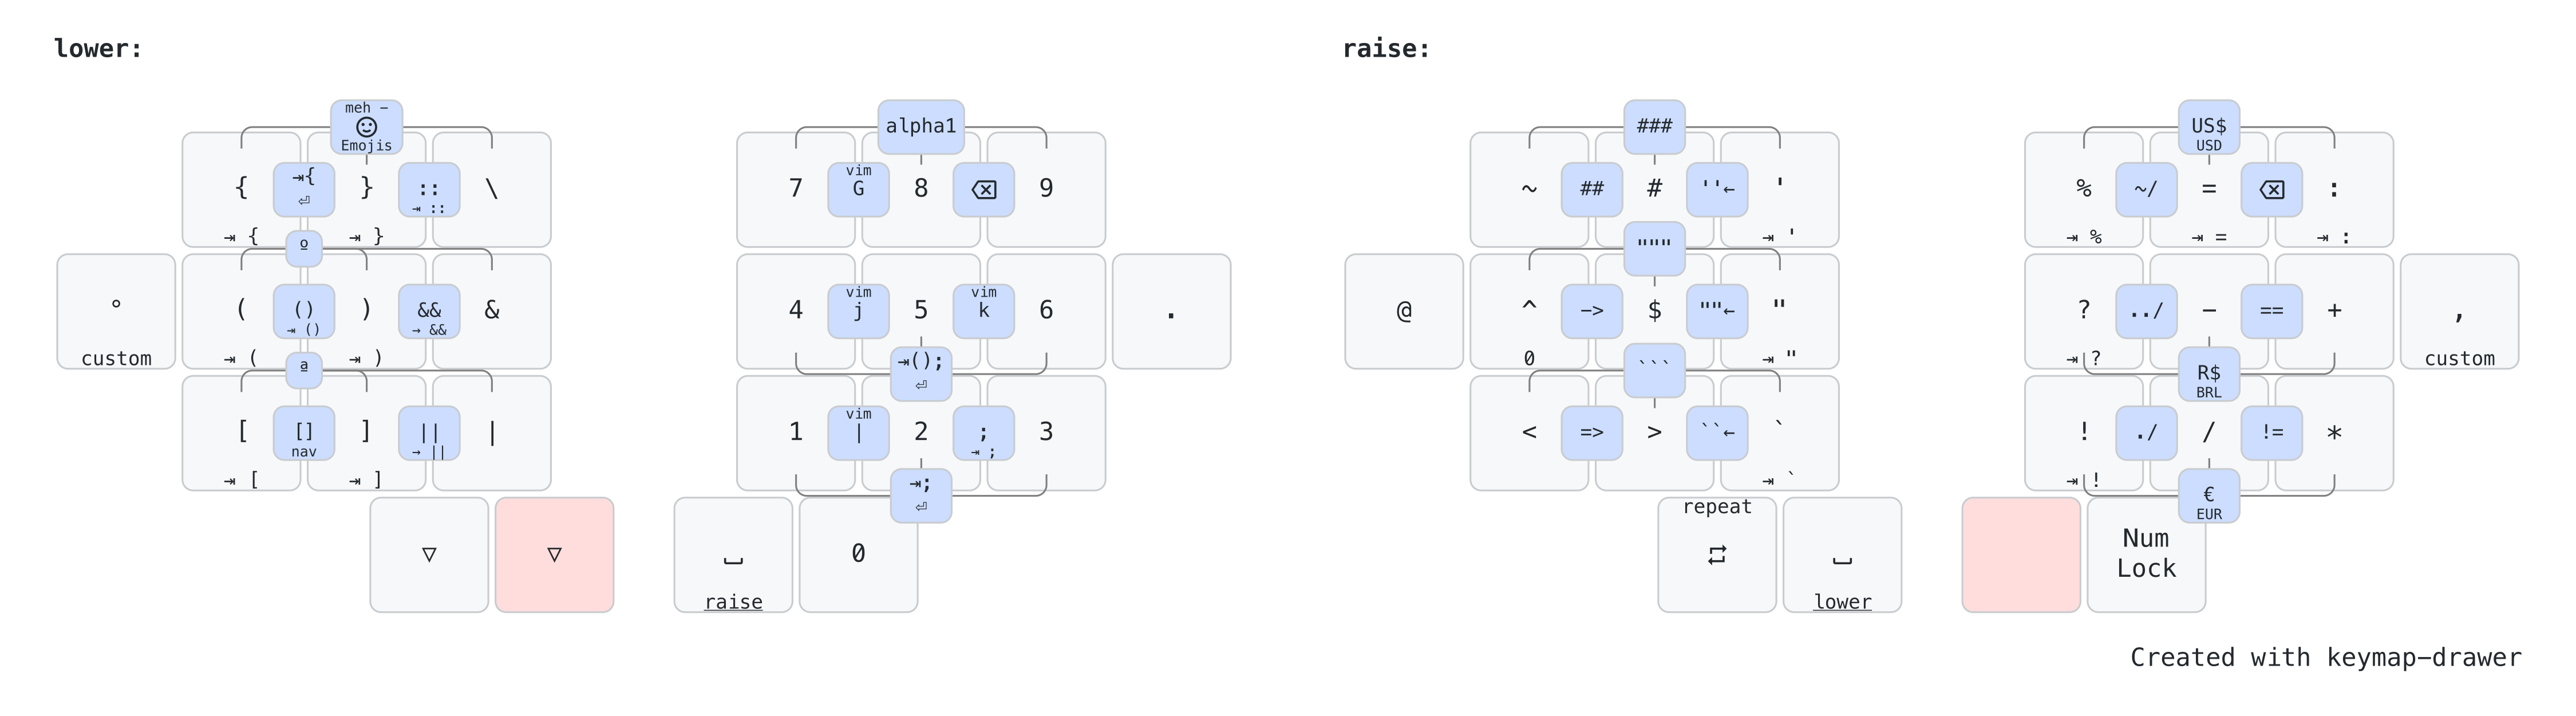 lower:
meh −
☺
Emojis
{ ⇥{ } :: \
⏎ ⇥ ::
⇥ { ⇥ }
º
° ( () ) && &
⇥ () → &&
custom ⇥ ( ⇥ )
ª
[ [] ] || |
nav → ||
⇥ [ ⇥ ]
▽ ▽
alpha1
vim
7 G 8 ⌫ 9
vim vim
4 j 5 k 6 .
⇥();
⏎
vim
1 | 2 ; 3
⇥ ;
⇥;
⏎
⎵ 0
raise
raise:
###
~ ## # ''← '
⇥ '
"""
@ ^ −> $ ""← "
0 ⇥ "
```
< => > ``← `
⇥ `
repeat
⎵
lower
US$
USD
% ~/ = ⌫ :
⇥ % ⇥ = ⇥ :
? ../ − == + ,
⇥ ? custom
R$
BRL
! ./ / != *
⇥ !
€
EUR
Num
Lock
Created with keymap−drawer